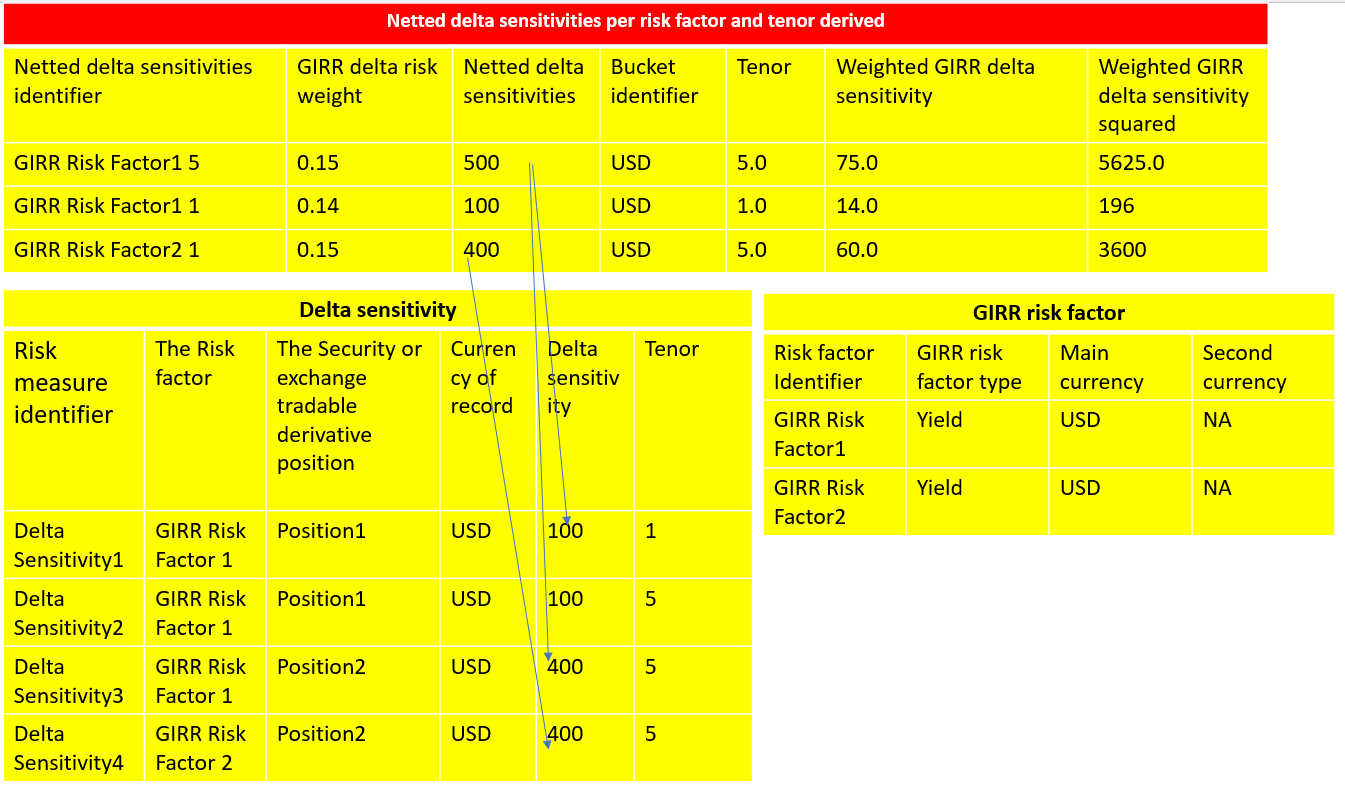 Netted delta sensitivities per risk factor and tenor derived
Netted delta sensitivities identifier GIRR delta risk weight Netted delta sensitivities Bucket identifier Tenor Weighted GIRR delta sensitivity Weighted GIRR delta sensitivity squared
GIRR Risk Factor1 5 0.15 500 USD 5.0 75.0 5625.0
GIRR Risk Factor1 1 0.14 100 USD 1.0 14.0 196
GIRR Risk Factor2 1 0.15 400 USD 5.0 60.0 3600
Delta sensitivity
Risk measure identifier The Risk factor The Security or exchange tradable derivative position Curren cy of record Delta sensitiv ity Tenor
Delta Sensitivity1 GIRR Risk Factor 1 Position1 USD 100 1
Delta Sensitivity2 GIRR Risk Factor 1 Position1 USD 100 5
Delta Sensitivity3 GIRR Risk Factor 1 Position2 USD 400 5
Delta Sensitivity4 GIRR Risk Factor 2 Position2 USD 400 5
GIRR risk factor
Risk factor Identifier GIRR risk factor type Main currency Second currency
GIRR Risk Factor1 Yield USD NA
GIRR Risk Factor2 Yield USD NA